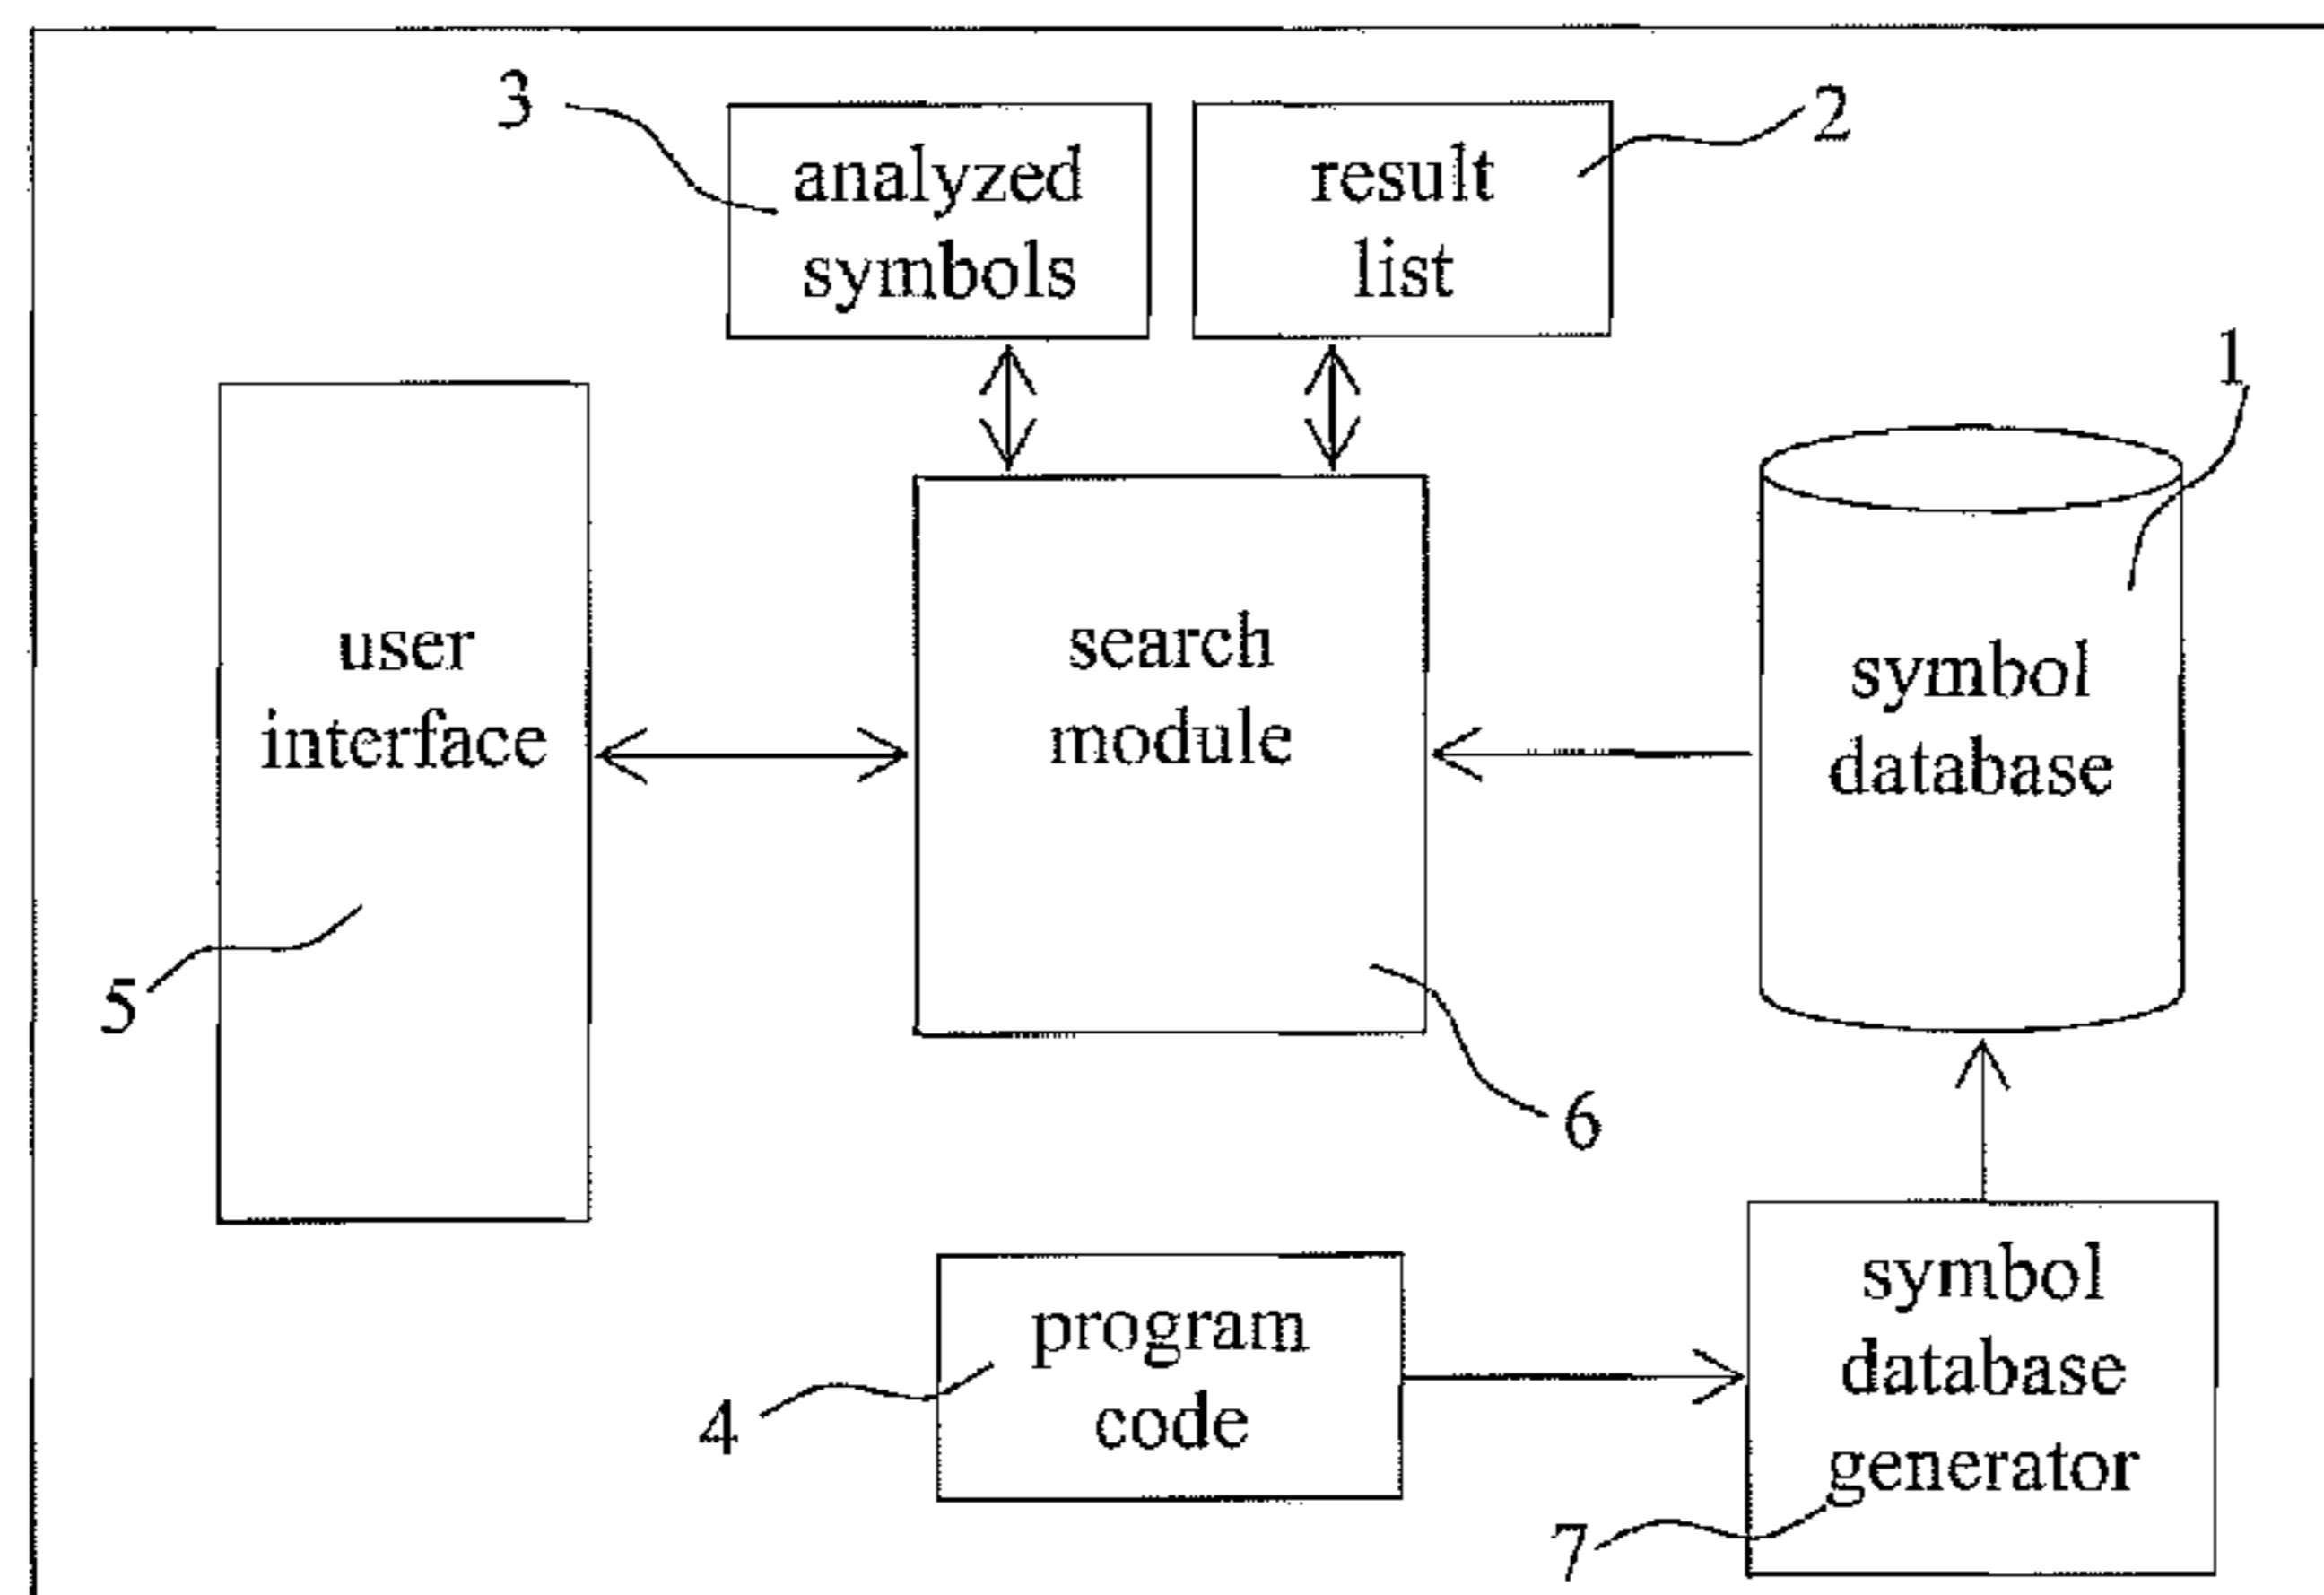 3
analyzed
symbols
result
list
2
1
user
interface
5
search
module
6
symbol
database
program
code
4
symbol
database
generator
7